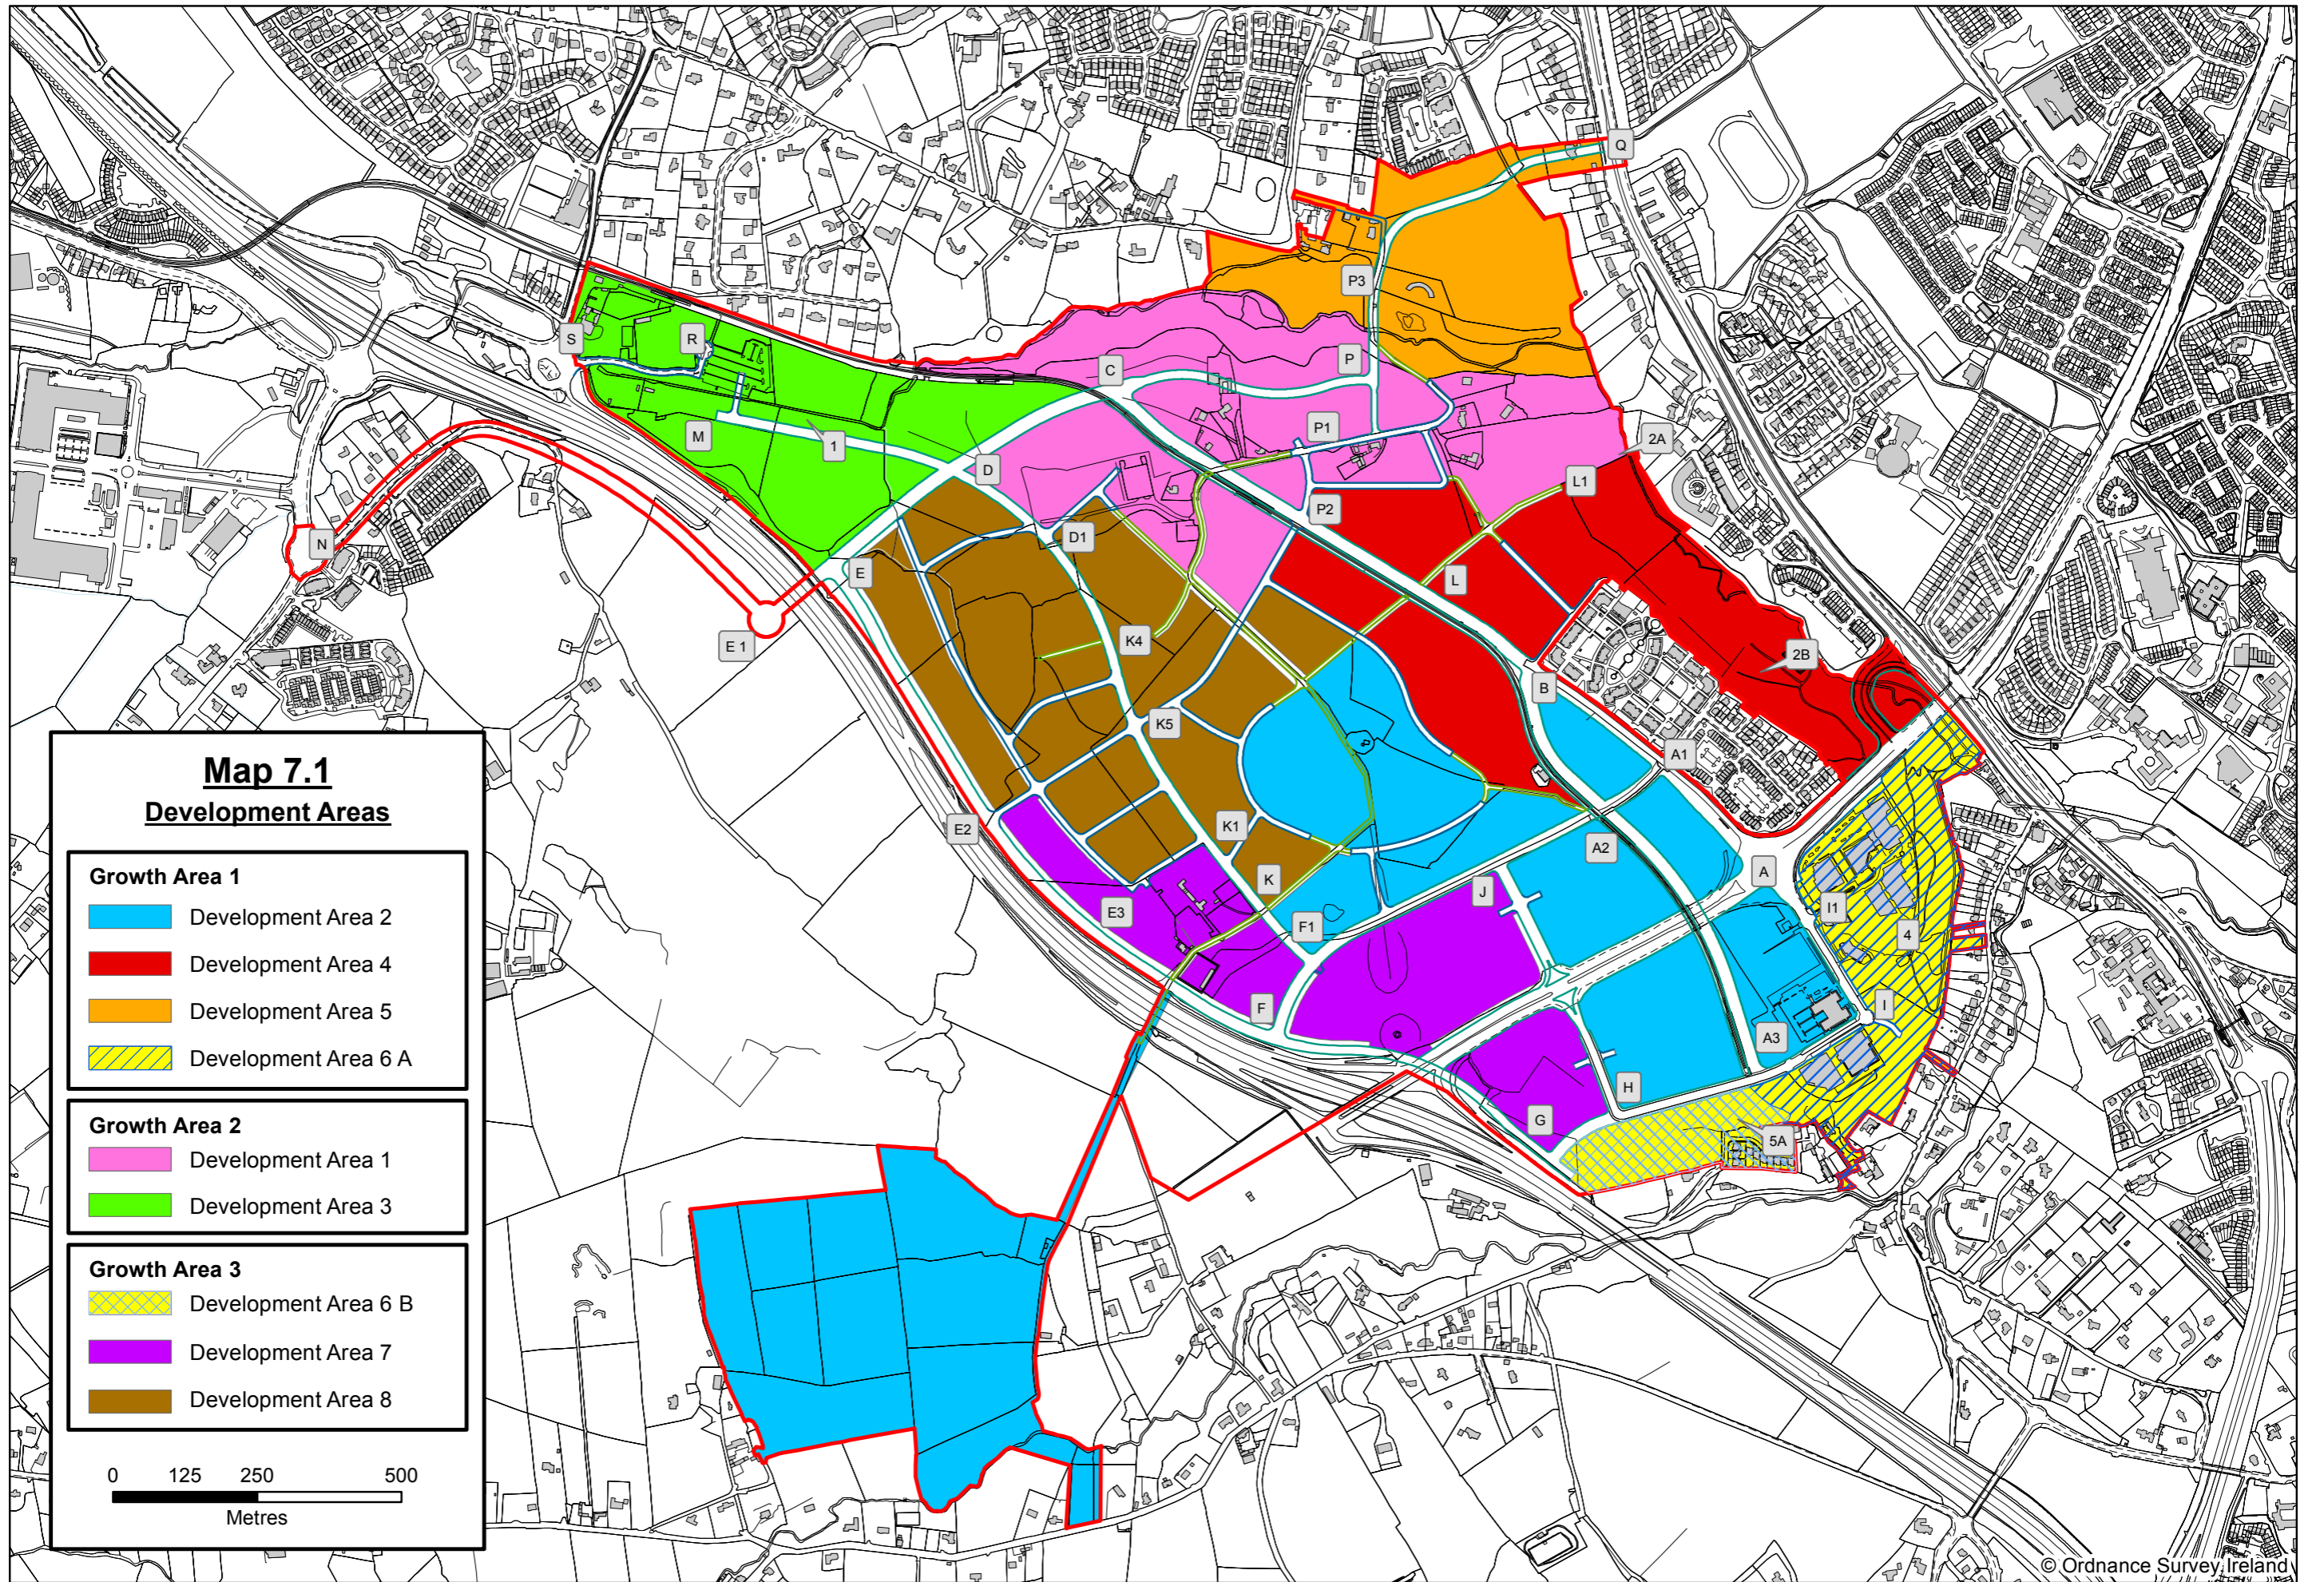 Q
P3
S
R
C
P
M
1
P1
2A
D
L1
P2
N
D1
E
L
E 1
K4
2B
B
K5
A1
Map 7.1
Development Areas
E2
K1
A2
Growth Area 1
K
A
J
E3
I1
Development Area 2
F1
4
Development Area 4
F
I
Development Area 5
A3
Development Area 6 A
H
G
5A
Growth Area 2
Development Area 1
Development Area 3
Growth Area 3
Development Area 6 B
Development Area 7
Development Area 8
0 125 250 500
Metres
© Ordnance Survey Ireland